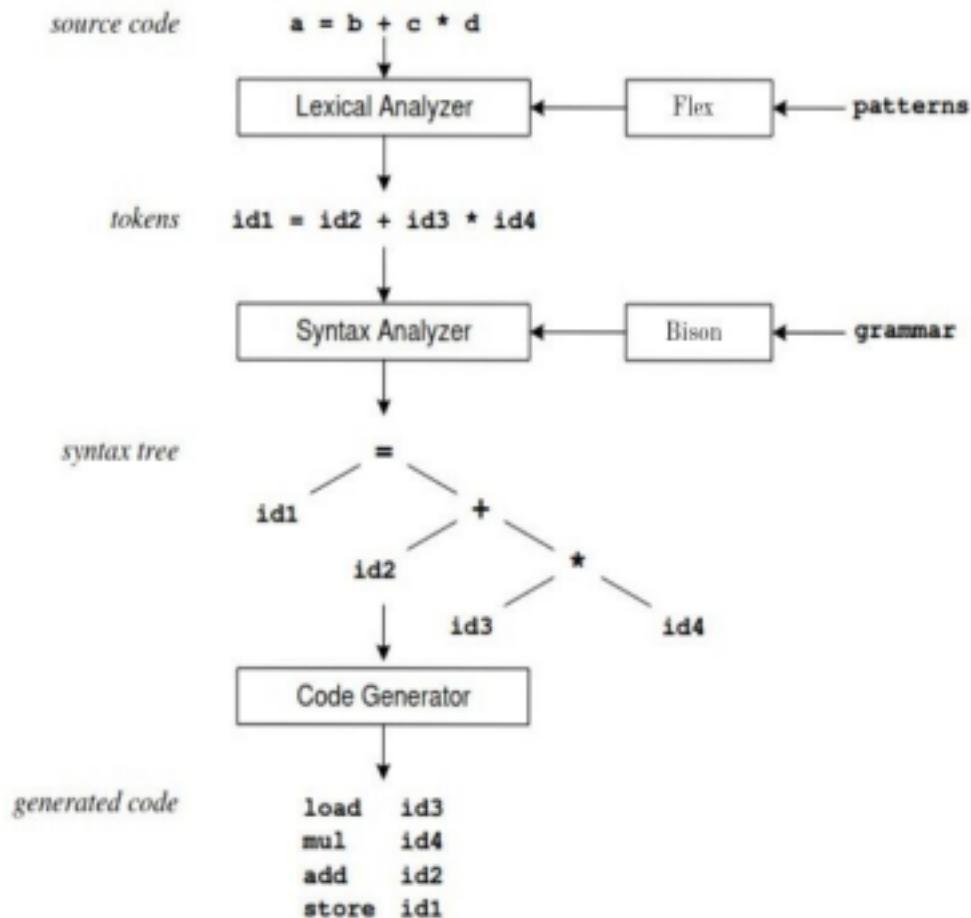 source code a = b + c * d
Lexical Analyzer Flex patterns
tokens id1 = id2 + id3 * id4
Syntax Analyzer Bison grammar
syntax tree =
id1 +
id2 *
id3 id4
Code Generator
generated code load id3
mul id4
add id2
store id1